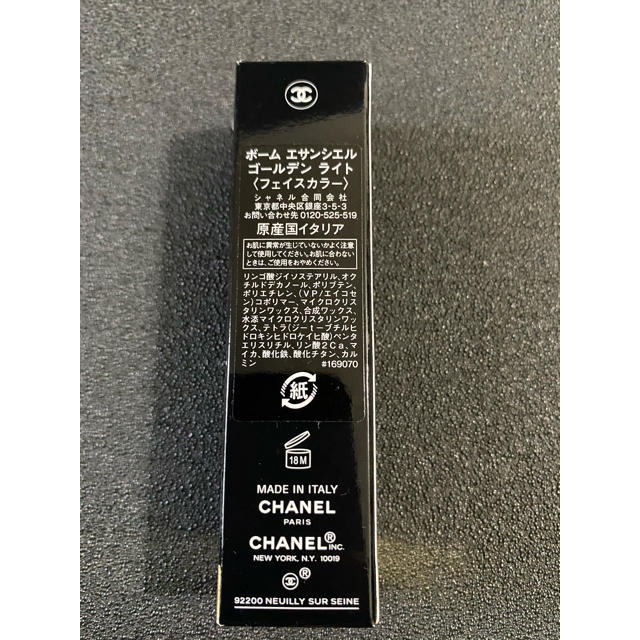 ボーム エサンシエル
ゴールデン ライト
〈フェイスカラー〉
シャネル合同会社
東京都中央区銀座3-5-3
お問い合わせ先 0120-525-519
原産国イタリア
お肌に異常が生じていないかよく注意
して使用してください。お肌に合わない
ときは、ご使用をおやめください。
リンゴ酸ジイソステアリル、オク
チルドデカノール、ポリブテン、
ポリエチレン、(VP/エイコセ
ン)コポリマー、マイクロクリス
タリンワックス、合成ワックス、
水添マイクロクリスタリンワッ
クス、テトラ(ジーt-ブチルヒ
ドロキシヒドロケイヒ酸)ペンタ
エリスリチル、リン酸2Ca、マ
イカ、酸化鉄、酸化チタン、カル
ミン #169070
紙
18M
MADE IN ITALY
CHANEL
PARIS
CHANEL® INC.
NEW YORK, N.Y. 10019
®
92200 NEUILLY SUR SEINE